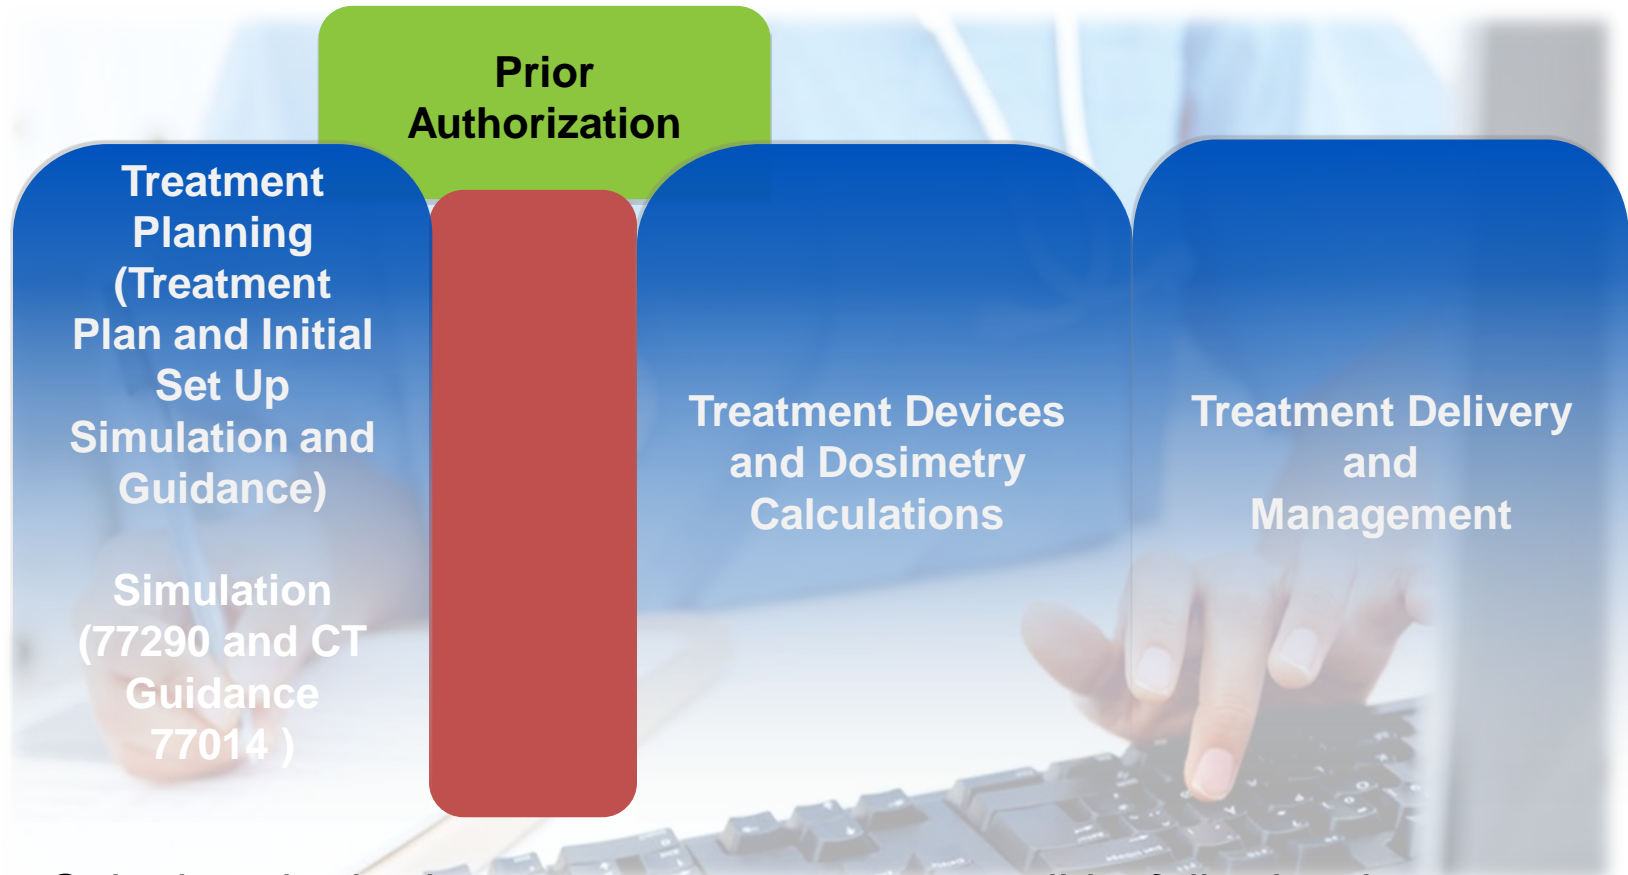 Prior
Authorization
Treatment
Planning
(Treatment
Plan and Initial
Set Up
Simulation and
Guidance)
Simulation
(77290 and CT
Guidance
77014 )
Treatment Devices
and Dosimetry
Calculations
Treatment Delivery
and
Management